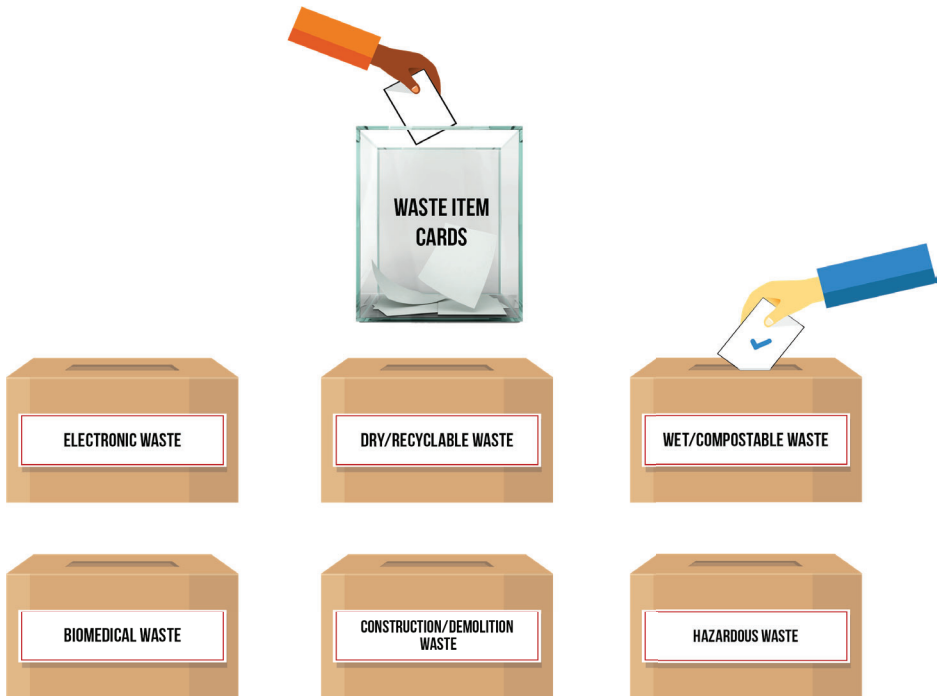 WASTE ITEM
CARDS
ELECTRONIC WASTE
DRY/RECYCLABLE WASTE
WET/COMPOSTABLE WASTE
BIOMEDICAL WASTE
CONSTRUCTION/DEMOLITION
WASTE
HAZARDOUS WASTE